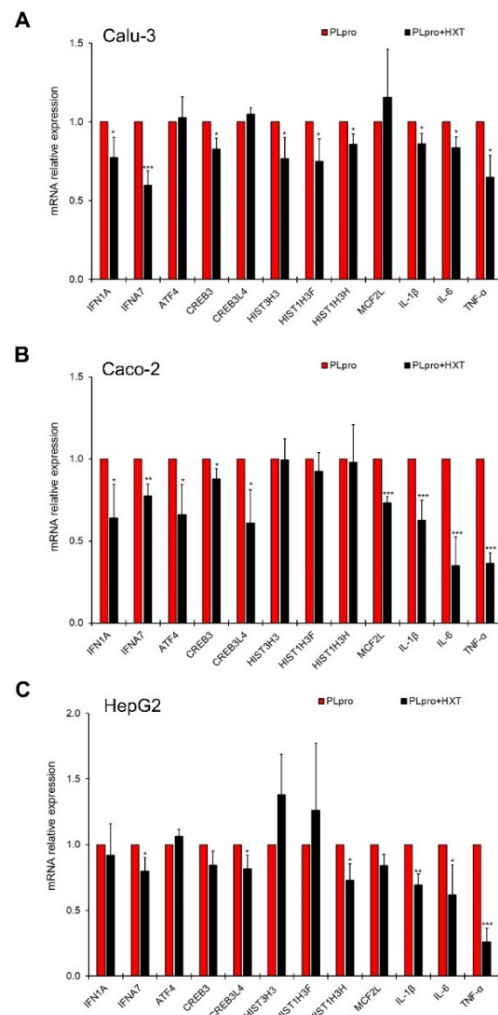 A
Calu-3
PLpro PLpro+HXT
mRNA relative expression
1.5
1.0
0.5
0.0
* *** * * * * * * *
IFN1A IFNA7 ATF4 CREB3 CREB3L4 HIST3H3 HIST1H3F HIST1H3H MCF2L IL-1β IL-6 TNF-α
B
Caco-2
PLpro PLpro+HXT
mRNA relative expression
1.5
1.0
0.5
0.0
* ** * * * *** *** *** ***
IFN1A IFNA7 ATF4 CREB3 CREB3L4 HIST3H3 HIST1H3F HIST1H3H MCF2L IL-1β IL-6 TNF-α
C
HepG2
PLpro PLpro+HXT
mRNA relative expression
2.0
1.5
1.0
0.5
0.0
* * * ** * ***
IFN1A IFNA7 ATF4 CREB3 CREB3L4 HIST3H3 HIST1H3F HIST1H3H MCF2L IL-1β IL-6 TNF-α